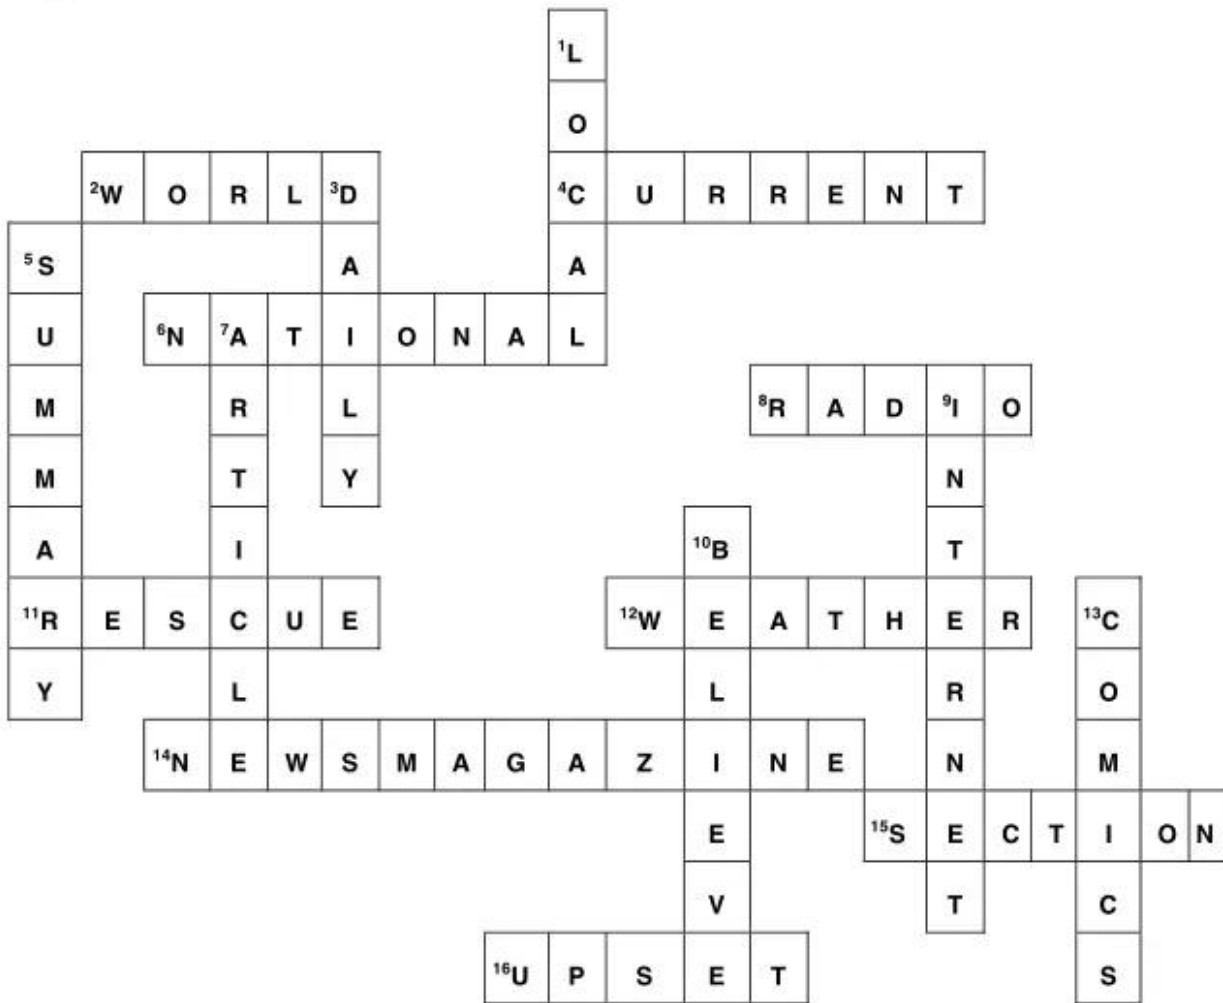 1L
O
2W O R L 3D 4C U R R E N T
5S A A
U 6N 7A T I O N A L
M R L 8R A D 9I O
M T Y N
A I 10B T
11R E S C U E 12W E A T H E R 13C
Y L L R O
14N E W S M A G A Z I N E N M
E 15S E C T I O N
V T C
16U P S E T S